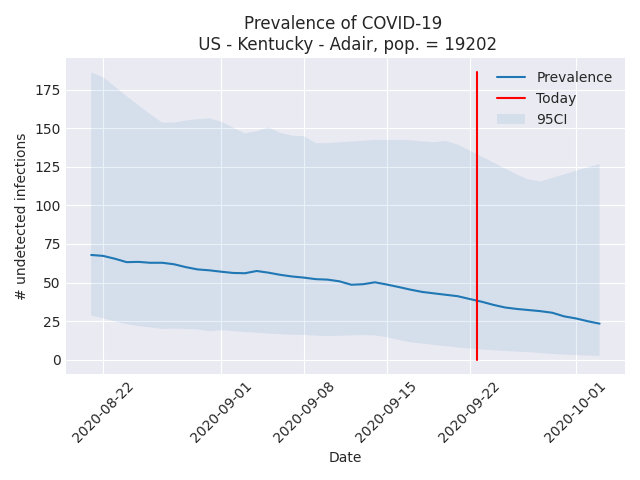 Prevalence of COVID-19
US - Kentucky - Adair, pop. = 19202
Prevalence
Today
95CI
# undetected infections
175
150
125
100
75
50
25
0
2020-08-22
2020-09-01
2020-09-08
2020-09-15
2020-09-22
2020-10-01
Date